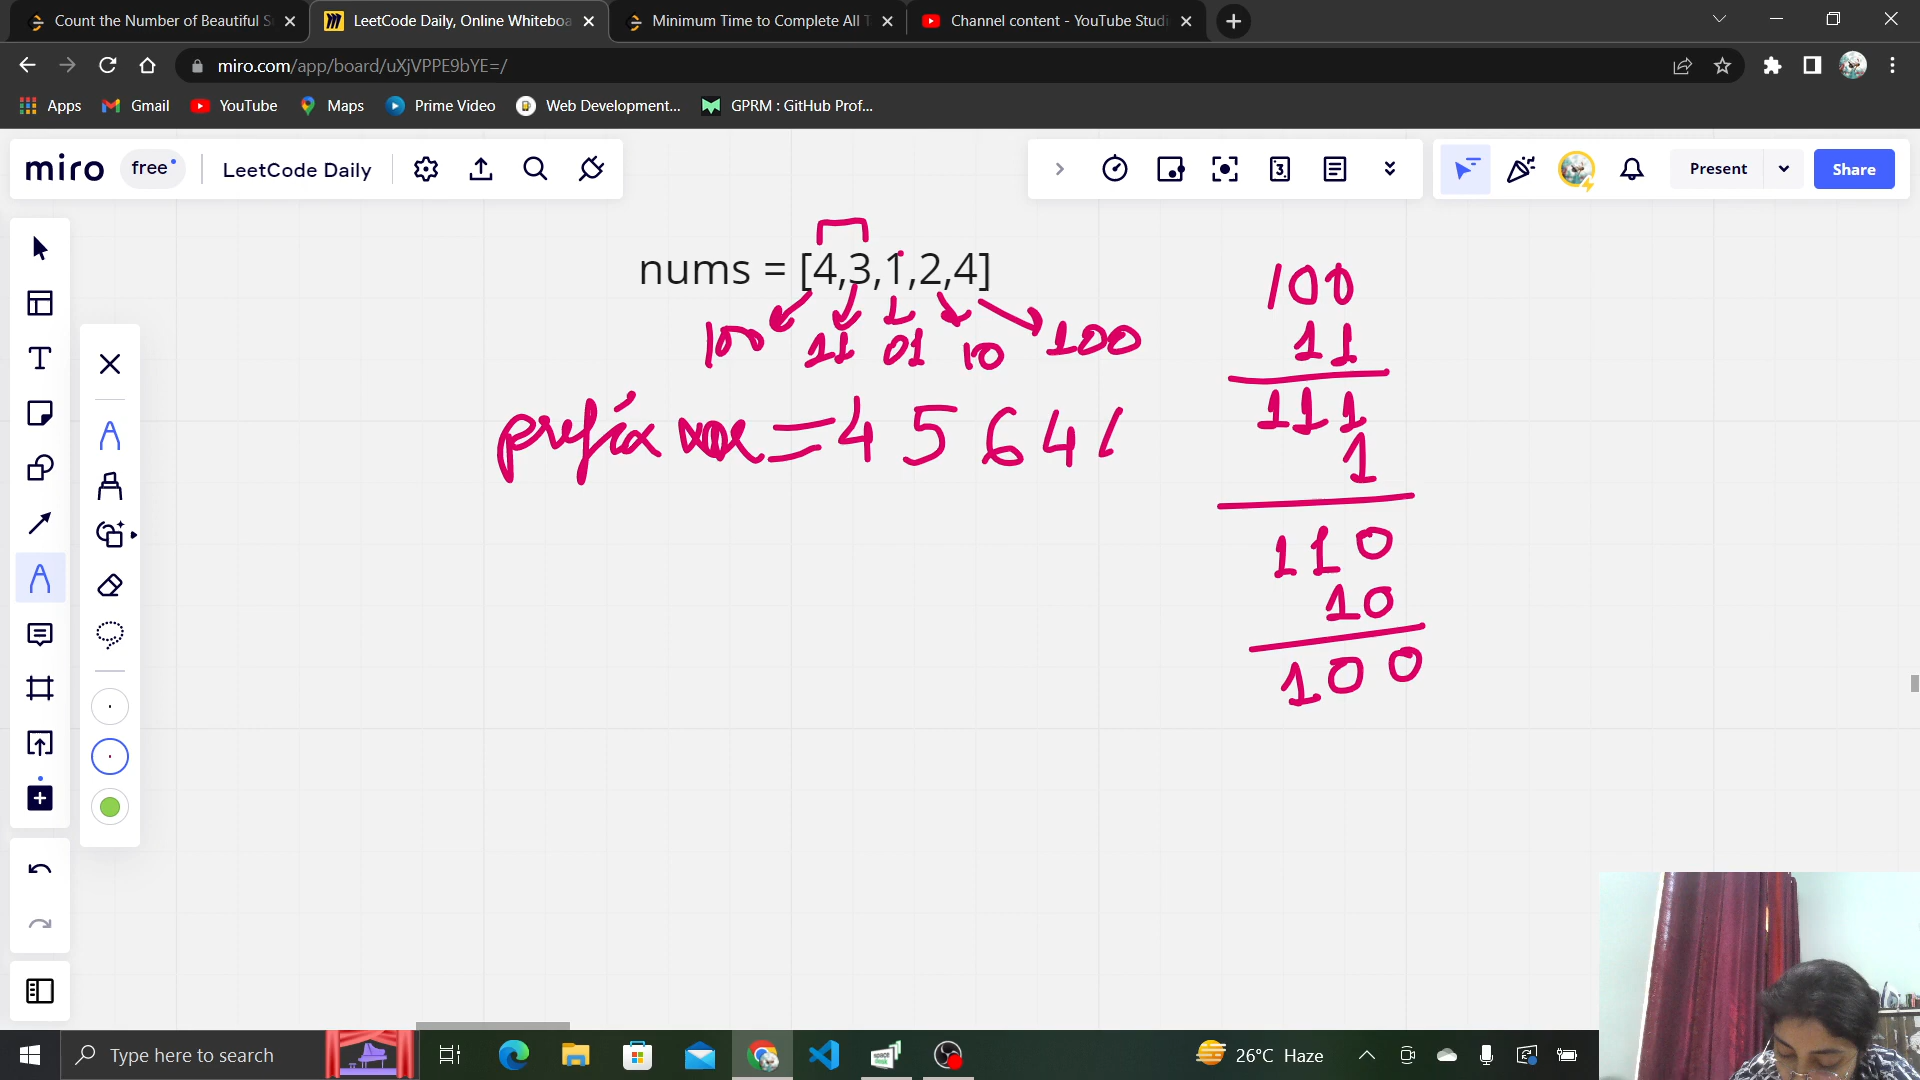 Count the Number of Beautiful S
LeetCode Daily, Online Whiteboa
Minimum Time to Complete All T
Channel content - YouTube Studi
miro.com/app/board/uXjVPPE9bYE=/
Apps
Gmail
YouTube
Maps
Prime Video
Web Development...
GPRM : GitHub Prof...
miro
free
LeetCode Daily
3
Present
Share
nums = [4,3,1,2,4]
100 11 01 10 100
prefix xor = 4 5 6 4
100
11
111
1
110
10
100
Type here to search
26°C Haze